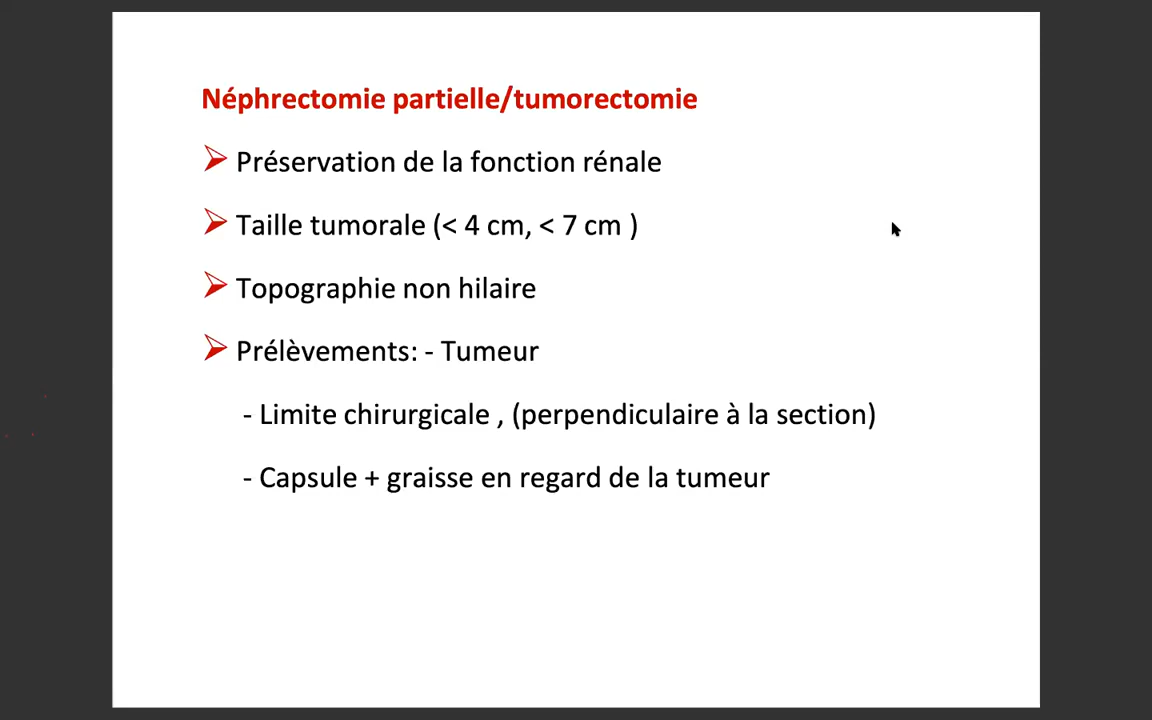 Néphrectomie partielle/tumorectomie
Préservation de la fonction rénale
Taille tumorale (< 4 cm, < 7 cm )
Topographie non hilaire
Prélèvements: - Tumeur
- Limite chirurgicale , (perpendiculaire à la section)
- Capsule + graisse en regard de la tumeur